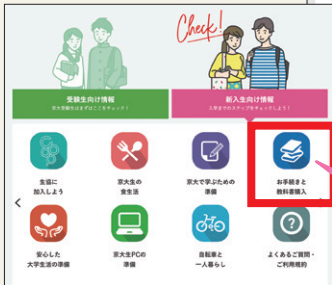 Check!
受験生向け情報
京大受験生はまずはここをチェック!
新入生向け情報
入学までのステップをチェックしよう!
生協に
加入しよう
京大生の
食生活
京大で学ぶための
準備
お手続きと
教科書購入
安心した
大学生活の準備
京大生PCの
準備
自転車と
一人暮らし
よくあるご質問・
ご利用規約